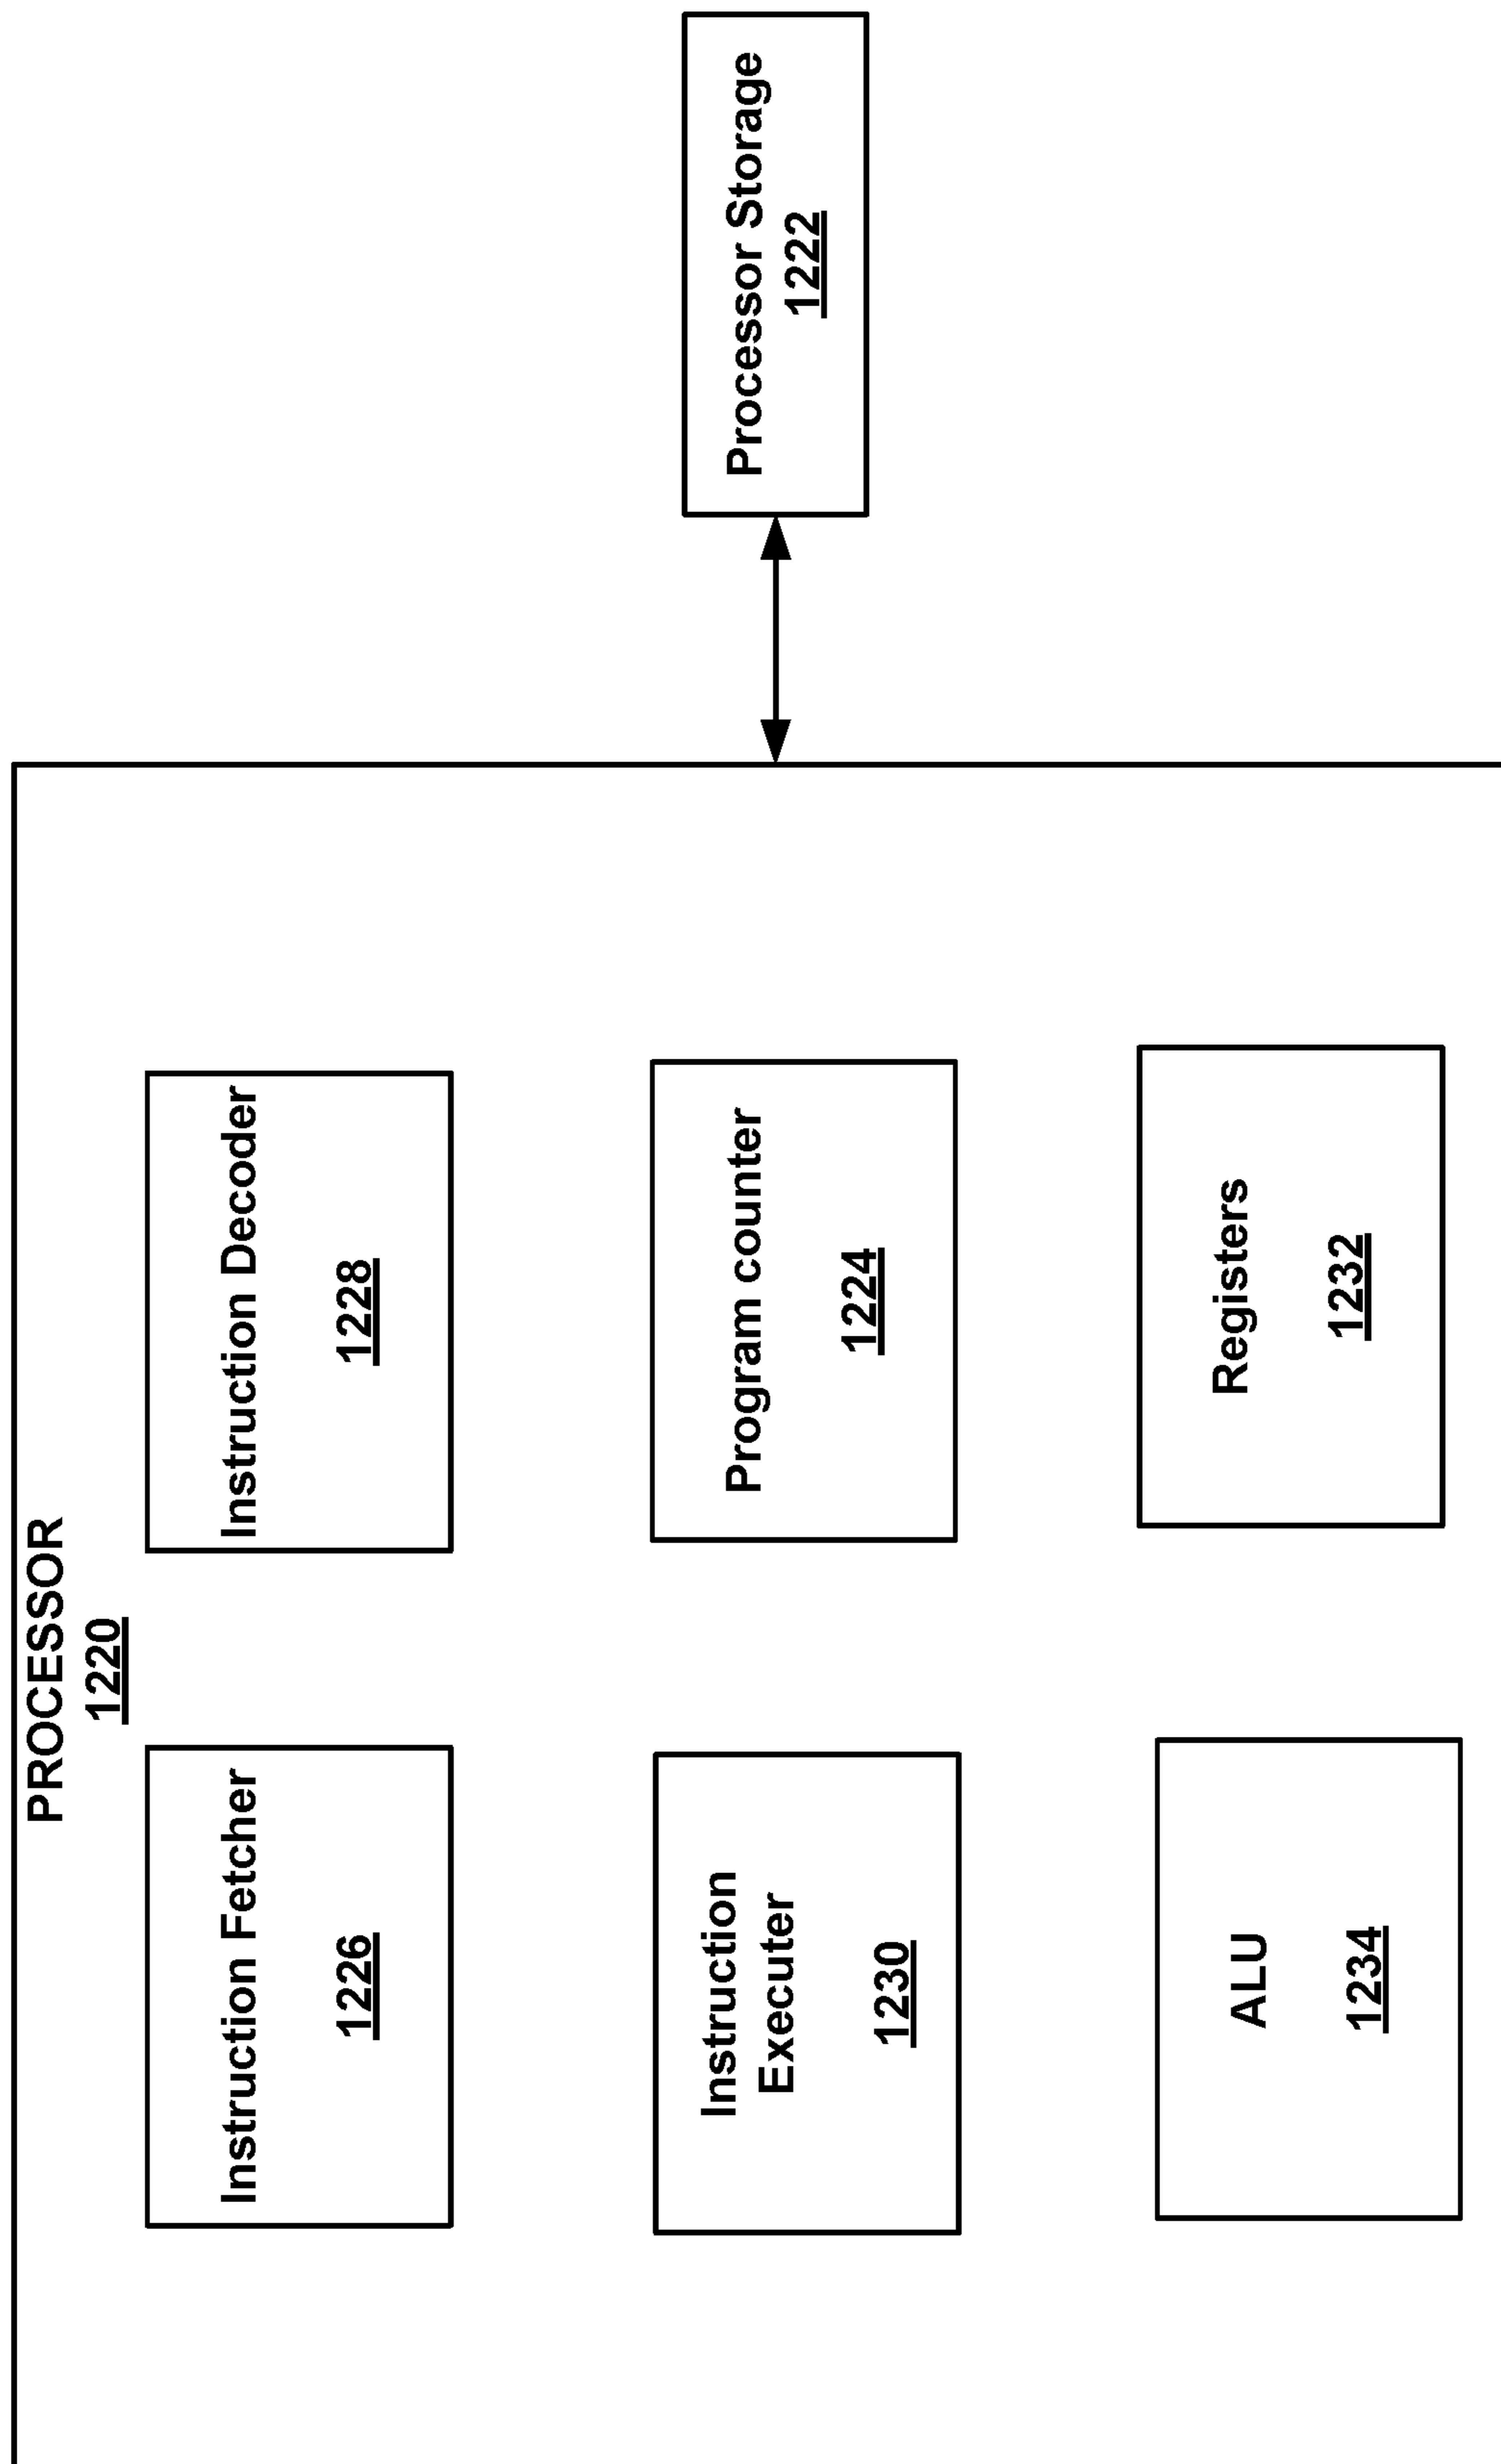 PROCESSOR
1220
Instruction Fetcher
1226
Instruction Decoder
1228
Instruction
Executer
1230
Program counter
1224
ALU
1234
Registers
1232
Processor Storage
1222